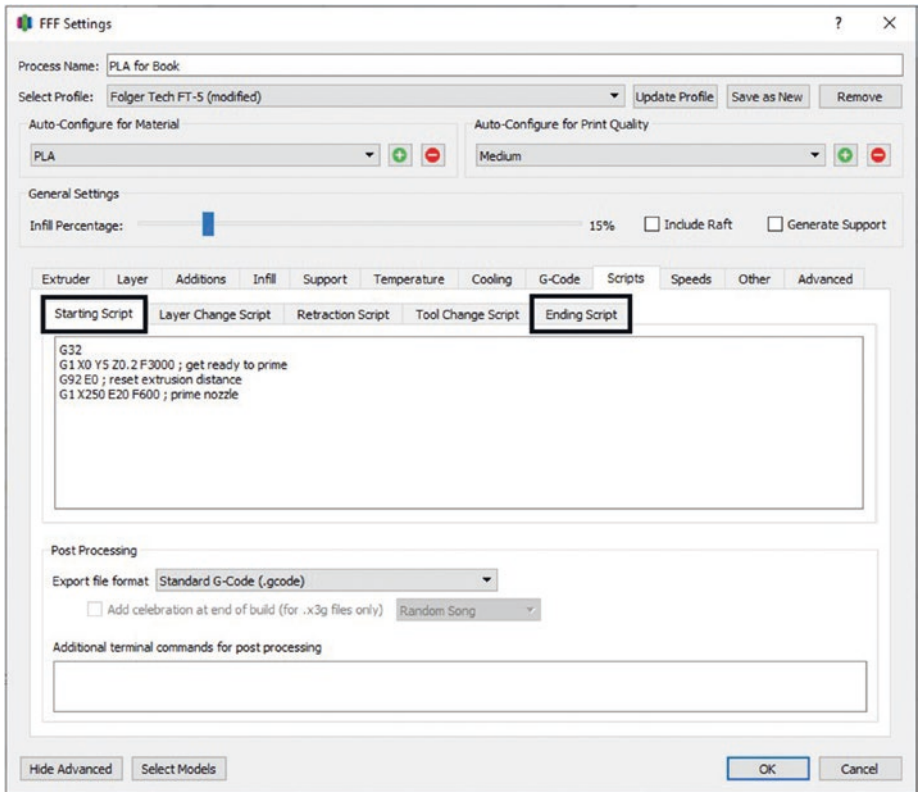 FFF Settings ? ×
Process Name: PLA for Book
Select Profile: Folger Tech FT-5 (modified) Update Profile Save as New Remove
Auto-Configure for Material Auto-Configure for Print Quality
PLA Medium
General Settings
Infill Percentage: 15% Include Raft Generate Support
Extruder Layer Additions Infill Support Temperature Cooling G-Code Scripts Speeds Other Advanced
Starting Script Layer Change Script Retraction Script Tool Change Script Ending Script
G32
G1 X0 Y5 Z0.2 F3000 ; get ready to prime
G92 E0 ; reset extrusion distance
G1 X250 E20 F600 ; prime nozzle
Post Processing
Export file format Standard G-Code (.gcode)
Add celebration at end of build (for .x3g files only) Random Song
Additional terminal commands for post processing
Hide Advanced Select Models OK Cancel